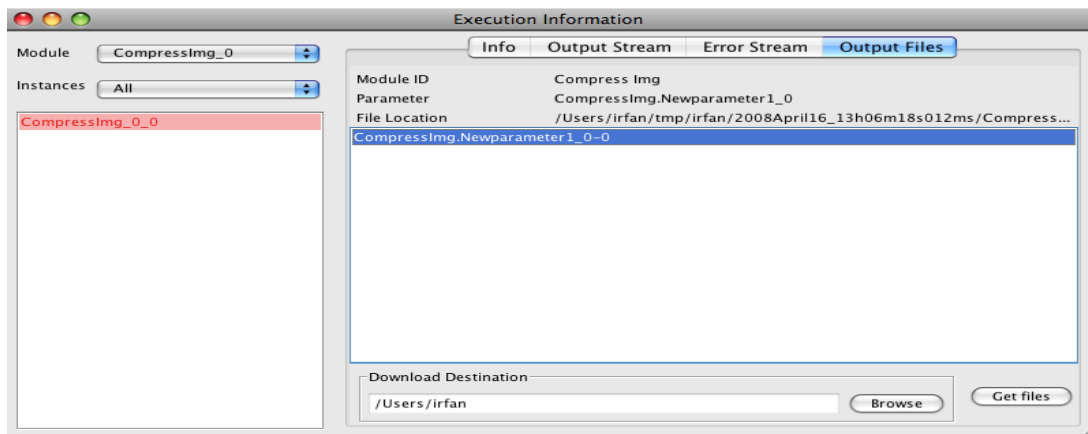 Execution Information
Module CompressImg_0
Instances All
CompressImg_0_0
Info Output Stream Error Stream Output Files
Module ID Compress Img
Parameter CompressImg.Newparameter1_0
File Location /Users/irfan/tmp/irfan/2008April16_13h06m18s012ms/Compress...
CompressImg.Newparameter1_0-0
Download Destination
/Users/irfan Browse Get files